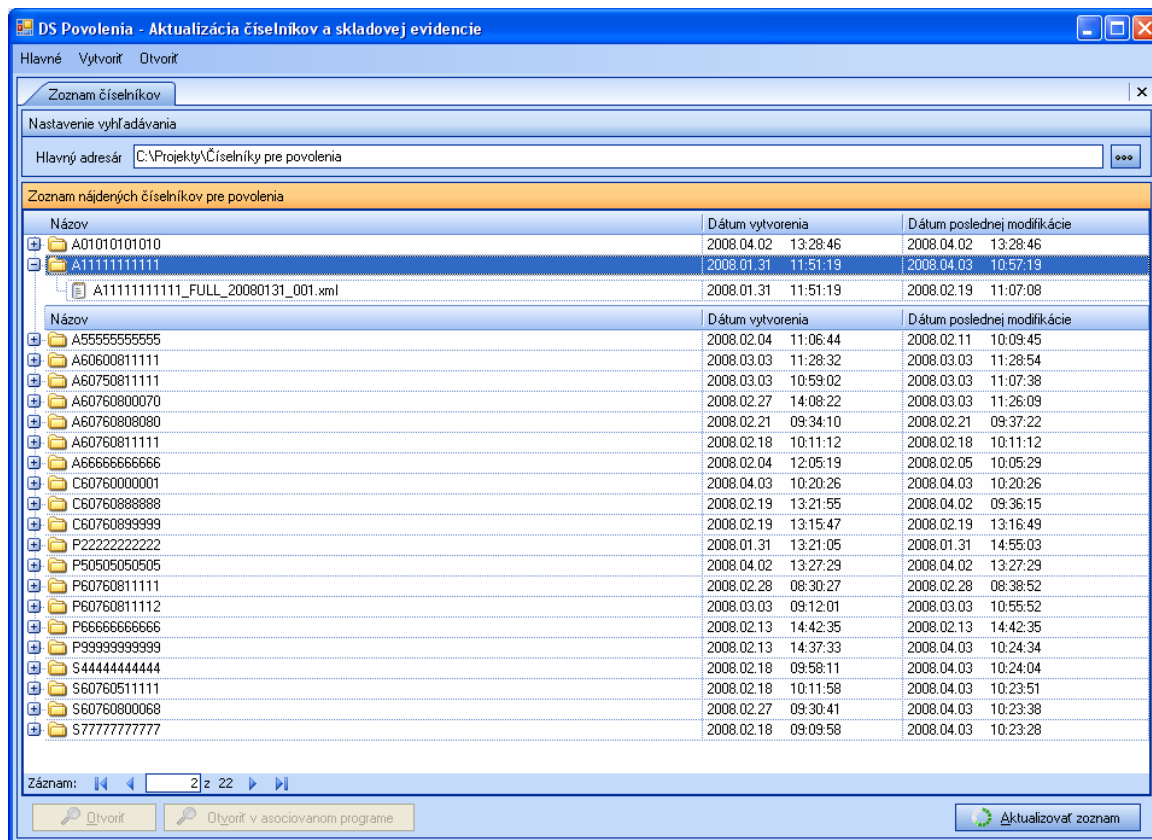 DS Povolenia - Aktualizácia číselníkov a skladovej evidencie
Hlavné Vytvoriť Otvoriť
Zoznam číselníkov
Nastavenie vyhľadávania
Hlavný adresár C:\Projekty\Číselníky pre povolenia
Zoznam nájdených číselníkov pre povolenia
Názov Dátum vytvorenia Dátum poslednej modifikácie
A01010101010 2008.04.02 13:28:46 2008.04.02 13:28:46
A11111111111 2008.01.31 11:51:19 2008.04.03 10:57:19
A11111111111_FULL_20080131_001.xml 2008.01.31 11:51:19 2008.02.19 11:07:08
Názov Dátum vytvorenia Dátum poslednej modifikácie
A55555555555 2008.02.04 11:06:44 2008.02.11 10:09:45
A60600811111 2008.03.03 11:28:32 2008.03.03 11:28:54
A60750811111 2008.03.03 10:59:02 2008.03.03 11:07:38
A60760800070 2008.02.27 14:08:22 2008.03.03 11:26:09
A60760808080 2008.02.21 09:34:10 2008.02.21 09:37:22
A60760811111 2008.02.18 10:11:12 2008.02.18 10:11:12
A66666666666 2008.02.04 12:05:19 2008.02.05 10:05:29
C60760000001 2008.04.03 10:20:26 2008.04.03 10:20:26
C60760888888 2008.02.19 13:21:55 2008.04.02 09:36:15
C60760899999 2008.02.19 13:15:47 2008.02.19 13:16:49
P22222222222 2008.01.31 13:21:05 2008.01.31 14:55:03
P50505050505 2008.04.02 13:27:29 2008.04.02 13:27:29
P60760811111 2008.02.28 08:30:27 2008.02.28 08:38:52
P60760811112 2008.03.03 09:12:01 2008.03.03 10:55:52
P66666666666 2008.02.13 14:42:35 2008.02.13 14:42:35
P99999999999 2008.02.13 14:37:33 2008.04.03 10:24:34
S44444444444 2008.02.18 09:58:11 2008.04.03 10:24:04
S60760511111 2008.02.18 10:11:58 2008.04.03 10:23:51
S60760800068 2008.02.27 09:30:41 2008.04.03 10:23:38
S77777777777 2008.02.18 09:09:58 2008.04.03 10:23:28
Záznam: 2 z 22
Otvoriť Otvoriť v asociovanom programe Aktualizovať zoznam